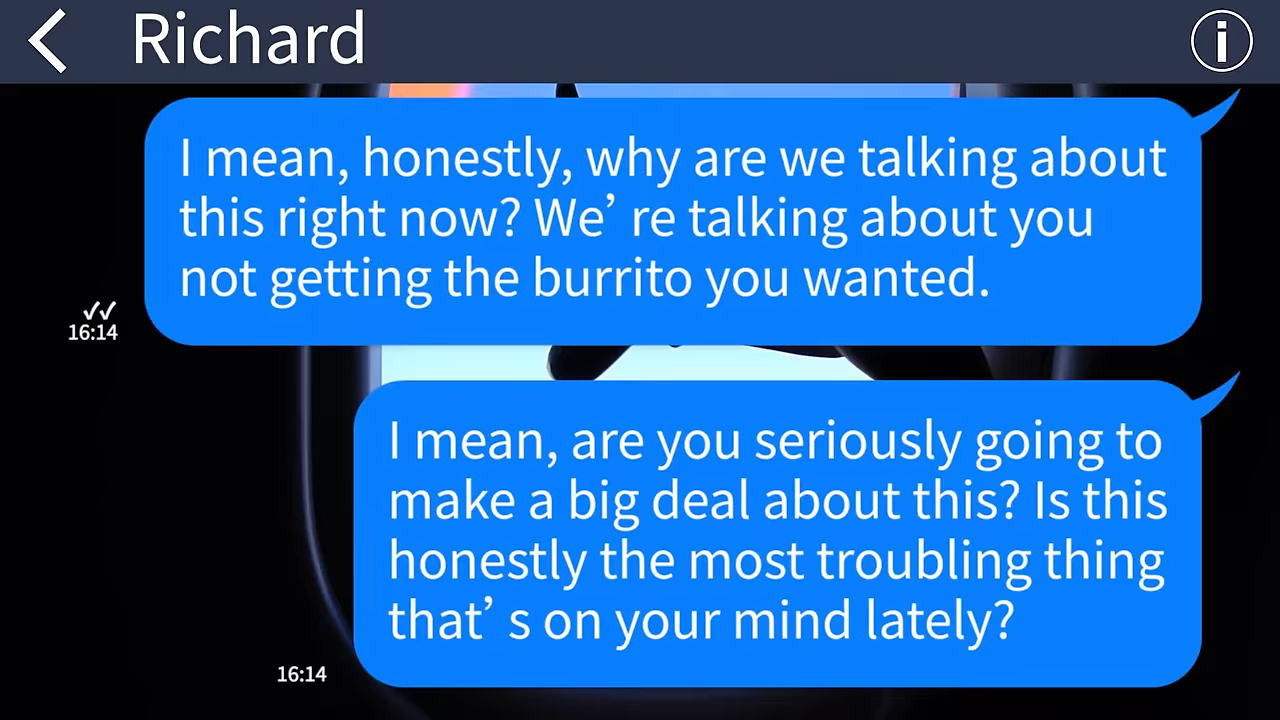 Richard
I mean, honestly, why are we talking about
this right now? We’ re talking about you
not getting the burrito you wanted.
16:14
I mean, are you seriously going to
make a big deal about this? Is this
honestly the most troubling thing
that’ s on your mind lately?
16:14